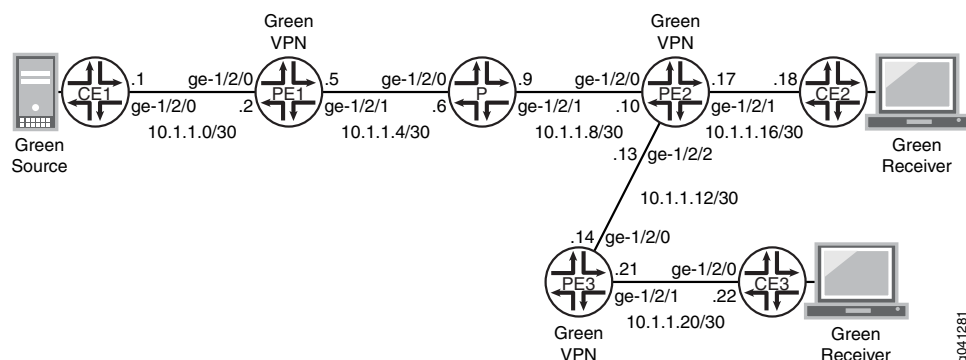 Green
VPN
Green
VPN
.1
ge-1/2/0
.5
ge-1/2/0
.9
ge-1/2/0
.17
.18
CE1
PE1
P
PE2
CE2
ge-1/2/0
.2
ge-1/2/1
.6
ge-1/2/1
.10
ge-1/2/1
10.1.1.0/30
10.1.1.4/30
10.1.1.8/30
10.1.1.16/30
Green
Source
Green
Receiver
.13
ge-1/2/2
10.1.1.12/30
.14
ge-1/2/0
PE3
.21
ge-1/2/0
CE3
ge-1/2/1
.22
10.1.1.20/30
Green
VPN
Green
Receiver
g041281